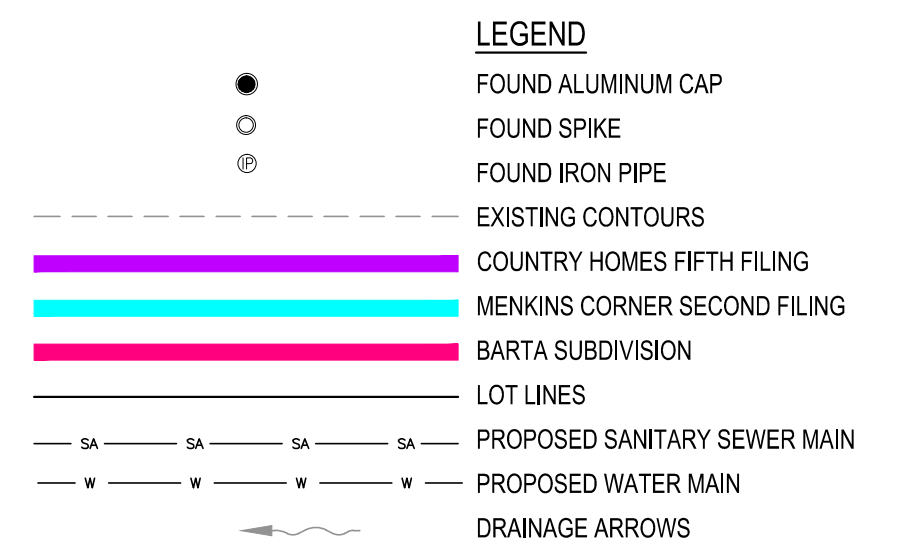 LEGEND
FOUND ALUMINUM CAP
FOUND SPIKE
IP FOUND IRON PIPE
EXISTING CONTOURS
COUNTRY HOMES FIFTH FILING
MENKINS CORNER SECOND FILING
BARTA SUBDIVISION
LOT LINES
SA SA SA SA PROPOSED SANITARY SEWER MAIN
W W W W PROPOSED WATER MAIN
DRAINAGE ARROWS